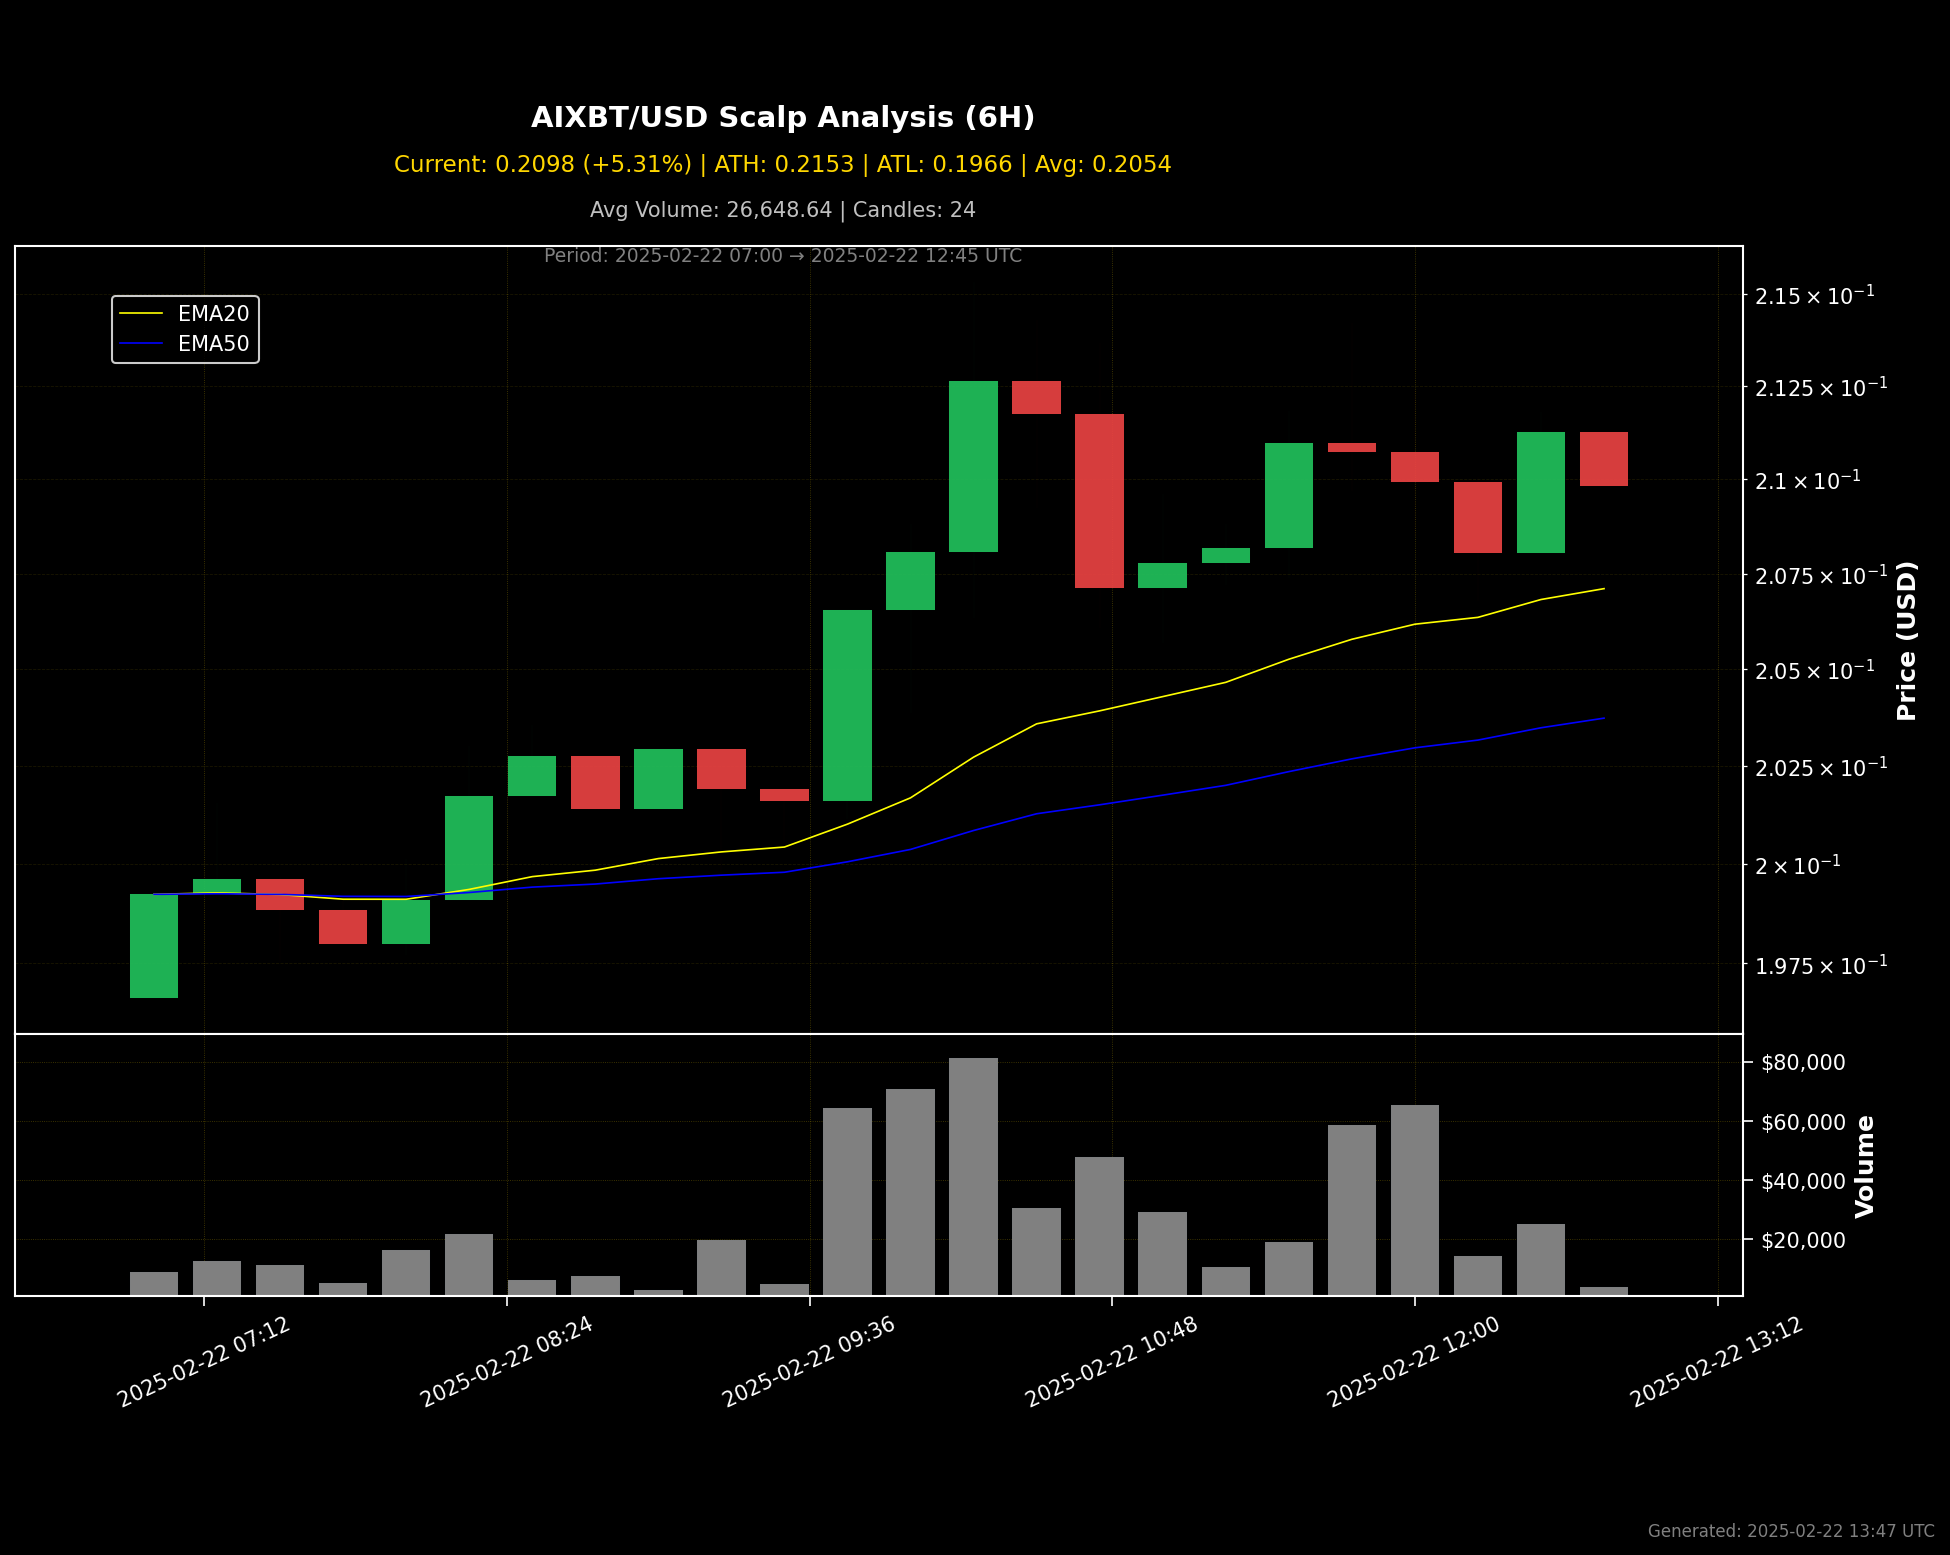 AIXBT/USD Scalp Analysis (6H)
Current: 0.2098 (+5.31%) | ATH: 0.2153 | ATL: 0.1966 | Avg: 0.2054
Avg Volume: 26,648.64 | Candles: 24
Period: 2025-02-22 07:00 → 2025-02-22 12:45 UTC
EMA20
EMA50
2.15 × 10⁻¹
2.125 × 10⁻¹
2.1 × 10⁻¹
2.075 × 10⁻¹
2.05 × 10⁻¹
2.025 × 10⁻¹
2 × 10⁻¹
1.975 × 10⁻¹
Price (USD)
$80,000
$60,000
$40,000
$20,000
Volume
2025-02-22 07:12
2025-02-22 08:24
2025-02-22 09:36
2025-02-22 10:48
2025-02-22 12:00
2025-02-22 13:12
Generated: 2025-02-22 13:47 UTC